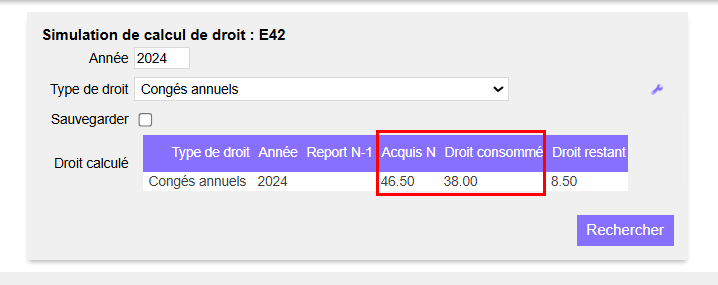 Simulation de calcul de droit : E42
Année 2024
Type de droit Congés annuels
Sauvegarder
Droit calculé
Type de droit Année Report N-1 Acquis N Droit consommé Droit restant
Congés annuels 2024 46.50 38.00 8.50
Rechercher